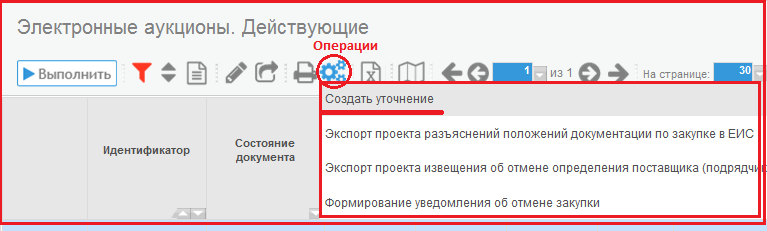 Электронные аукционы. Действующие
Операции
Выполнить
1 из 1
На странице: 30
Создать уточнение
Экспорт проекта разъяснений положений документации по закупке в ЕИС
Идентификатор
Состояние документа
Экспорт проекта извещения об отмене определения поставщика (подрядчик
Формирование уведомления об отмене закупки